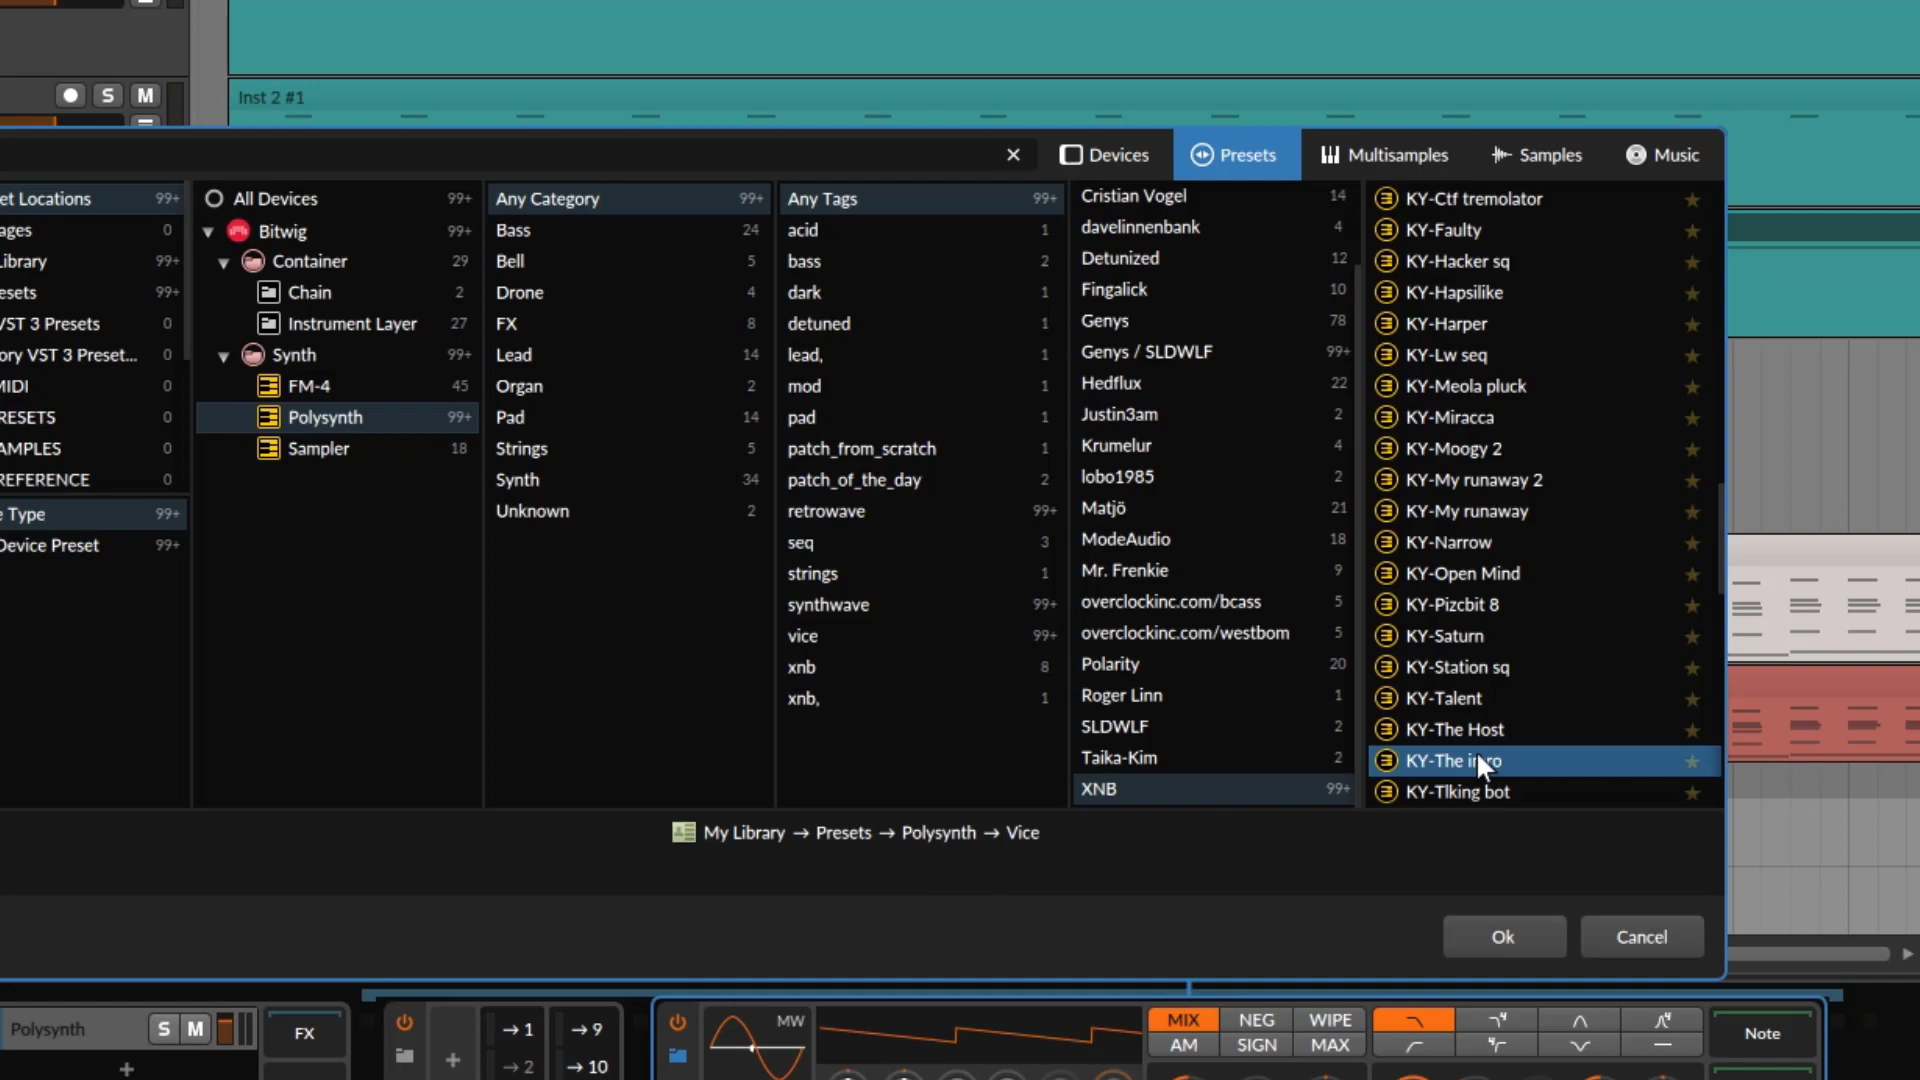 S M
Inst 2 #1
Devices
Presets
Multisamples
Samples
Music
et Locations 99+
ages 0
Library 99+
esets 99+
VST 3 Presets 0
ory VST 3 Preset... 0
MIDI 0
RESETS 0
AMPLES 0
REFERENCE 0
e Type 99+
Device Preset 99+
All Devices 99+
Bitwig 99+
Container 29
Chain 2
Instrument Layer 27
Synth 99+
FM-4 45
Polysynth 99+
Sampler 18
Any Category 99+
Bass 24
Bell 5
Drone 4
FX 8
Lead 14
Organ 2
Pad 14
Strings 5
Synth 34
Unknown 2
Any Tags 99+
acid 1
bass 2
dark 1
detuned 1
lead, 1
mod 1
pad 1
patch_from_scratch 1
patch_of_the_day 2
retrowave 99+
seq 3
strings 1
synthwave 99+
vice 99+
xnb 8
xnb, 1
Cristian Vogel 14
davelinnenbank 4
Detunized 12
Fingalick 10
Genys 78
Genys / SLDWLF 99+
Hedflux 22
Justin3am 2
Krumelur 4
lobo1985 2
Matjö 21
ModeAudio 18
Mr. Frenkie 9
overclockinc.com/bcass 5
overclockinc.com/westbom 5
Polarity 20
Roger Linn 1
SLDWLF 2
Taika-Kim 2
XNB 99+
KY-Ctf tremolator
KY-Faulty
KY-Hacker sq
KY-Hapsilike
KY-Harper
KY-Lw seq
KY-Meola pluck
KY-Miracca
KY-Moogy 2
KY-My runaway 2
KY-My runaway
KY-Narrow
KY-Open Mind
KY-Pizcbit 8
KY-Saturn
KY-Station sq
KY-Talent
KY-The Host
KY-The
KY-Tlking bot
My Library → Presets → Polysynth → Vice
Ok
Cancel
Polysynth S M
FX
→ 1
→ 9
→ 2
→ 10
MW
MIX NEG WIPE
AM SIGN MAX
Note